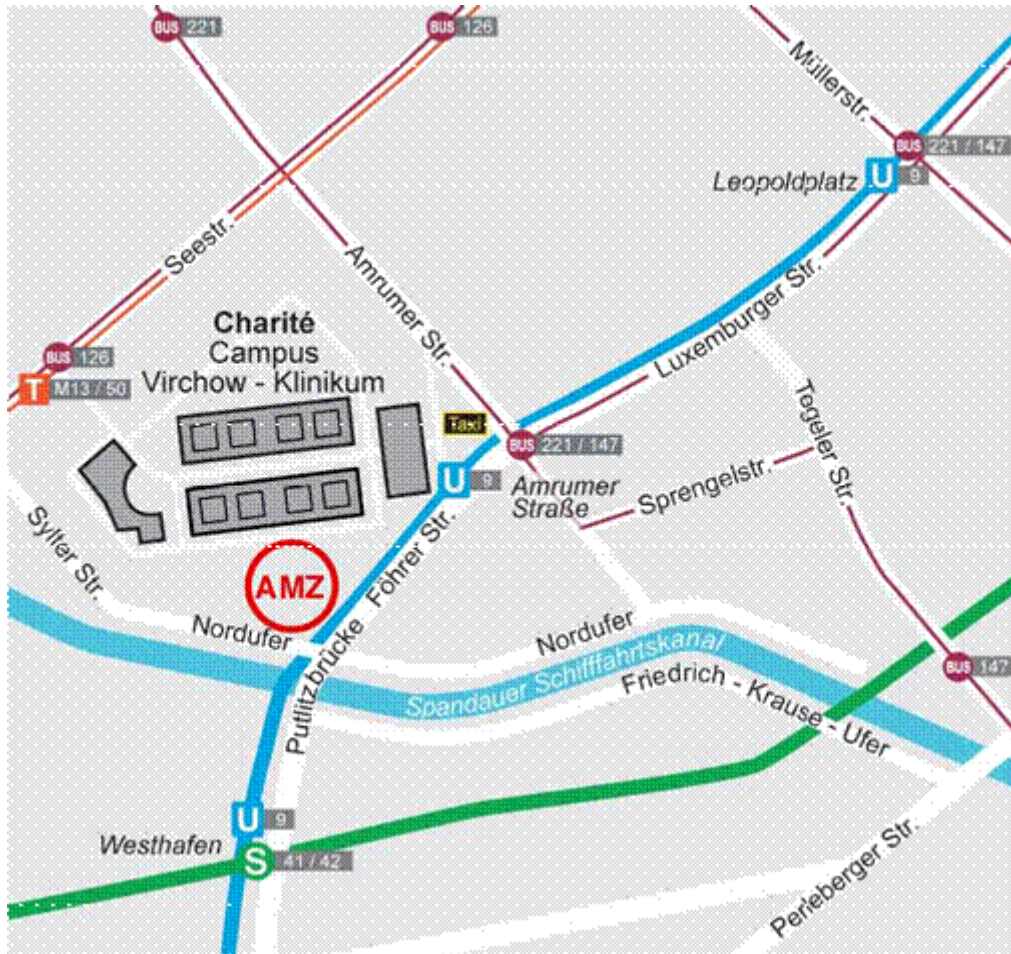 BUS 221
BUS 126
Müllerstr.
BUS 221 / 147
Leopoldplatz U 9
Seestr.
Amrumer Str.
Luxemburger Str.
Charité
Campus
Virchow - Klinikum
BUS 126
T M13 / 50
Taxi
BUS 221 / 147
U 9
Amrumer
Straße
Sprengelstr.
Togeler Str.
Sylter Str.
Föhrer Str.
AMZ
Nordufer
Putlitzbrücke
Nordufer
Spandauer Schifffahrtskanal
Friedrich - Krause - Ufer
BUS 147
U 9
Westhafen
S 41 / 42
Perleberger Str.